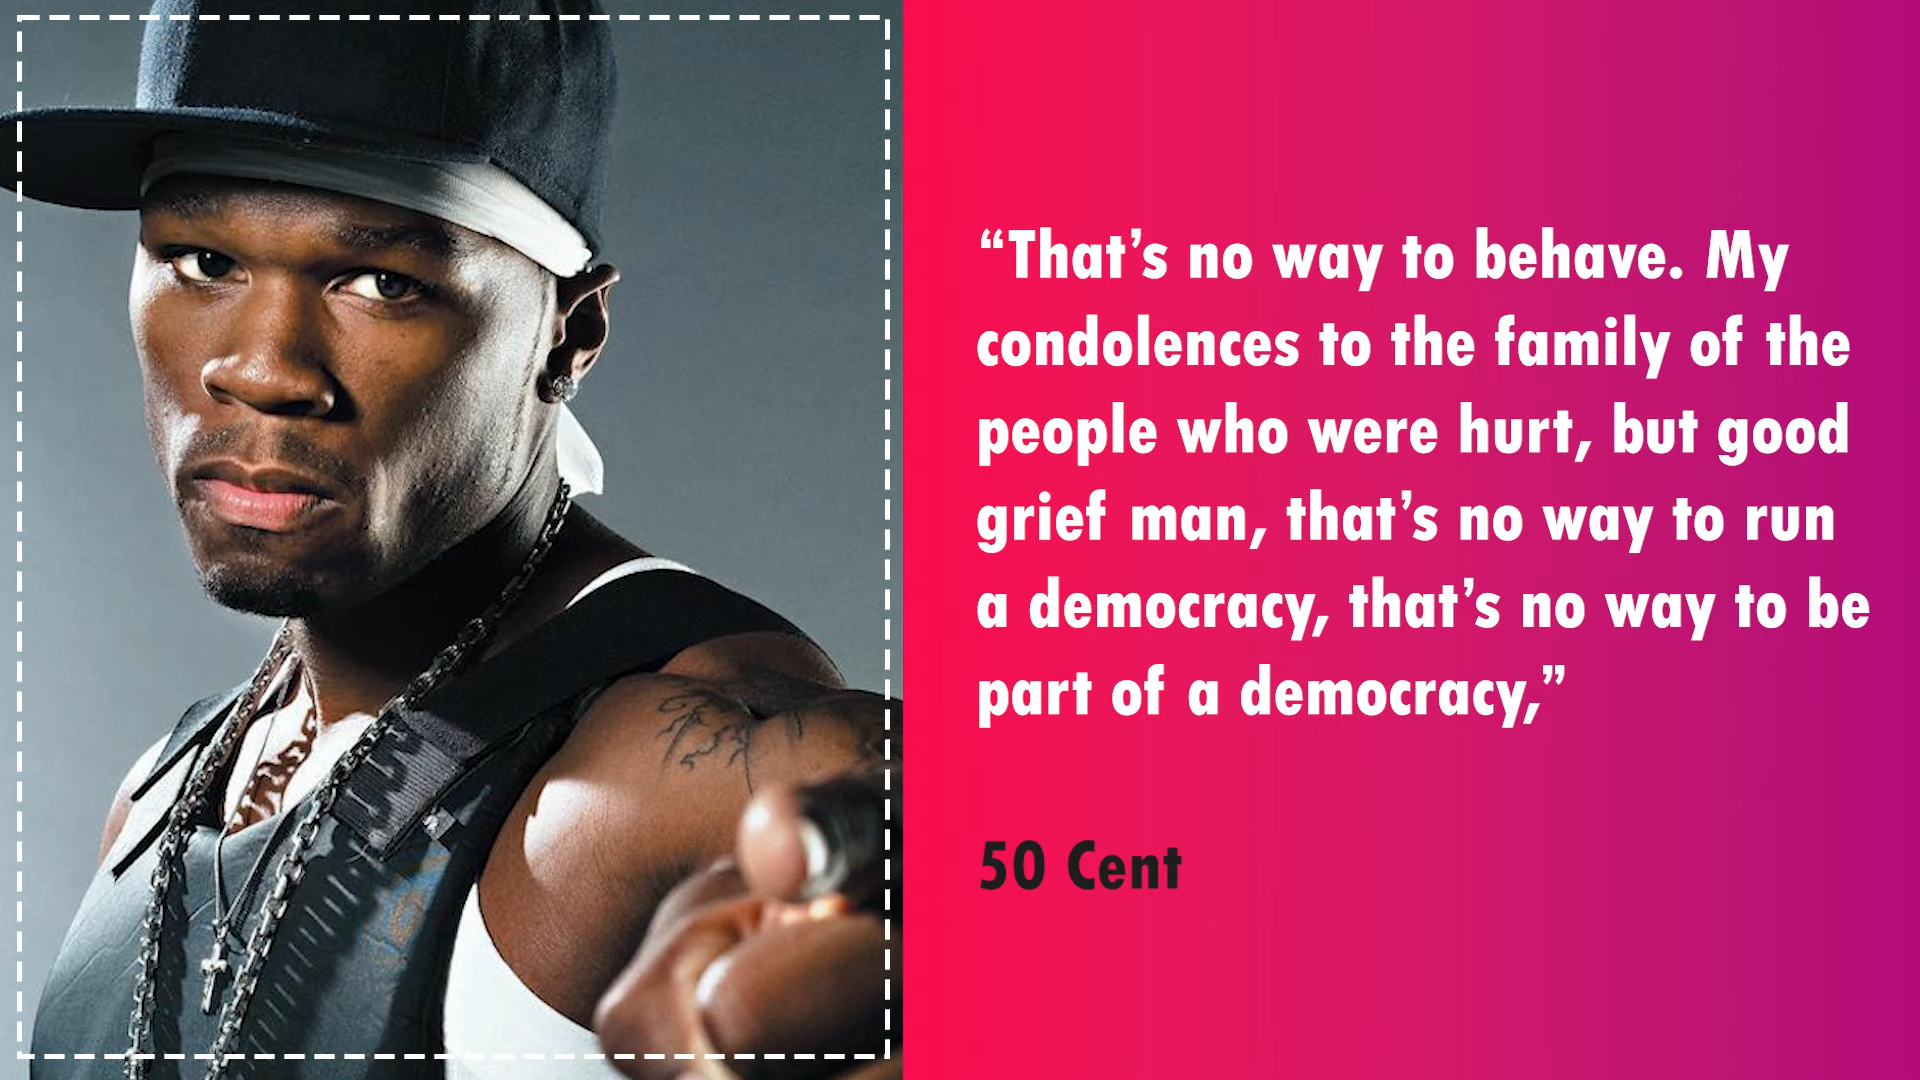 “That’s no way to behave. My
condolences to the family of the
people who were hurt, but good
grief man, that’s no way to run
a democracy, that’s no way to be
part of a democracy,”
50 Cent